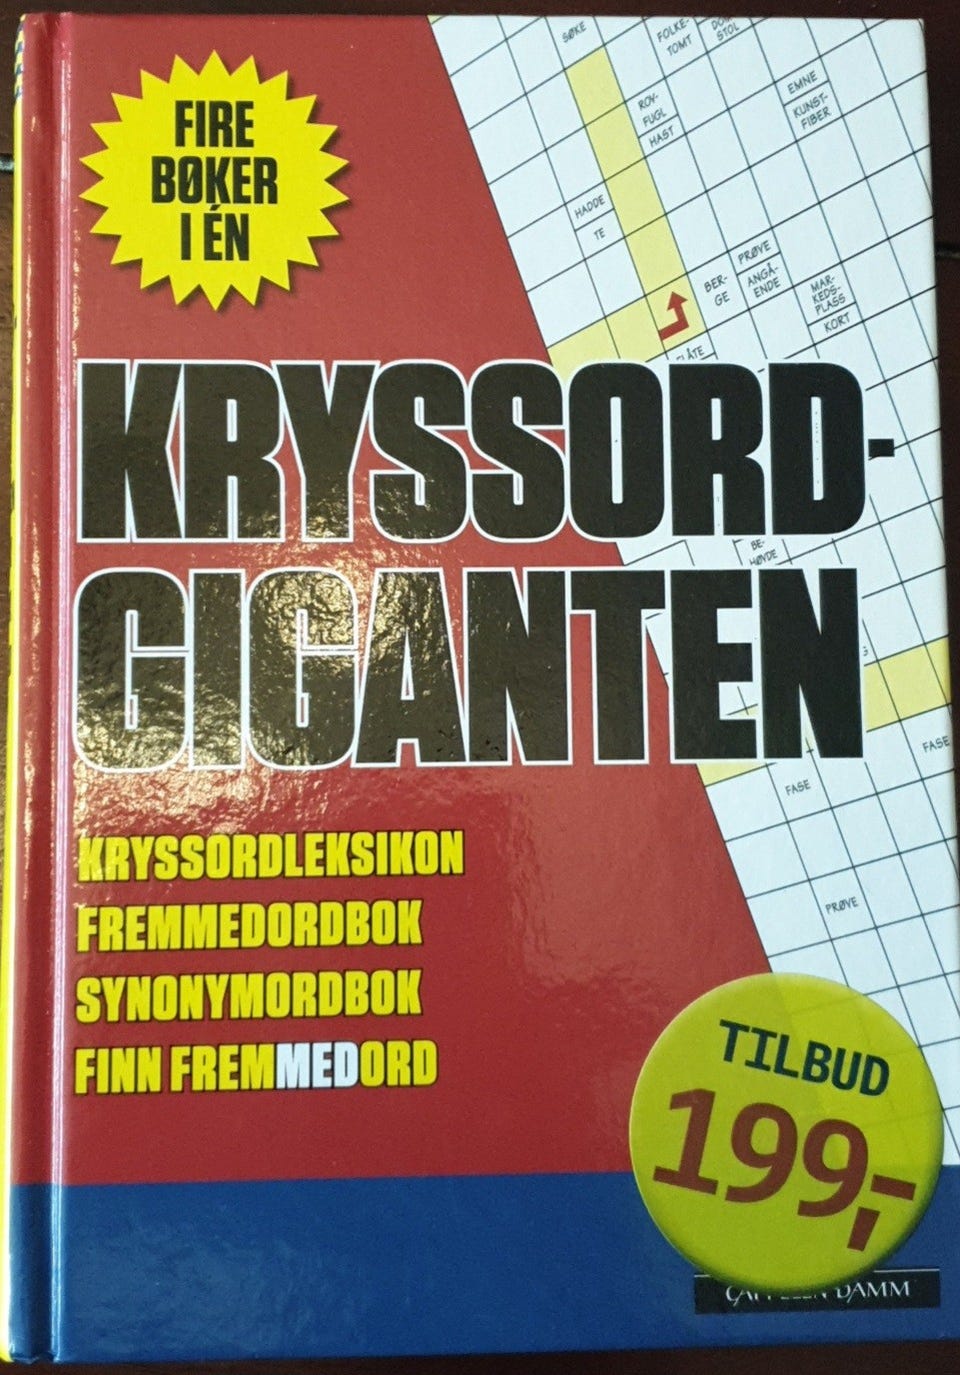 FIRE
BØKER
I ÉN
SØKE
FOLKE-
TOMT
STOL
ROV-
FUGL
HAST
EMNE
KUNST-
FIBER
HADDE
TE
BER-
GE
PRØVE
ANGÅ-
ENDE
MAR-
KEDS-
PLASS
KORT
KRYSSORD-
BE-
HØVDE
GIGANTEN
FASE
FASE
PRØVE
KRYSSORDLEKSIKON
FREMMEDORDBOK
SYNONYMORDBOK
FINN FREMMEDORD
TILBUD
199,-
CAPPELEN DAMM